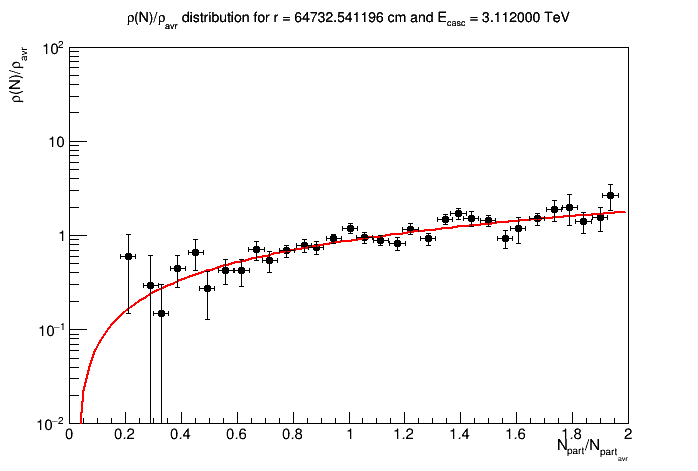 ρ(N)/ρavr distribution for r = 64732.541196 cm and Ecasc = 3.112000 TeV
ρ(N)/ρavr
10²
10
1
10⁻¹
10⁻²
0 0.2 0.4 0.6 0.8 1 1.2 1.4 1.6 1.8 2
Npart/Npartavr